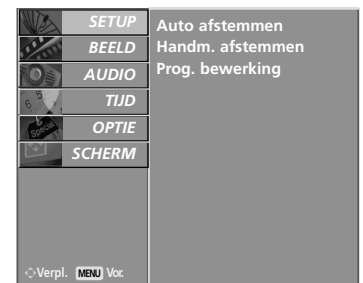 SETUP
BEELD
AUDIO
TIJD
OPTIE
SCHERM
Auto afstemmen
Handm. afstemmen
Prog. bewerking
Verpl. MENU Vor.